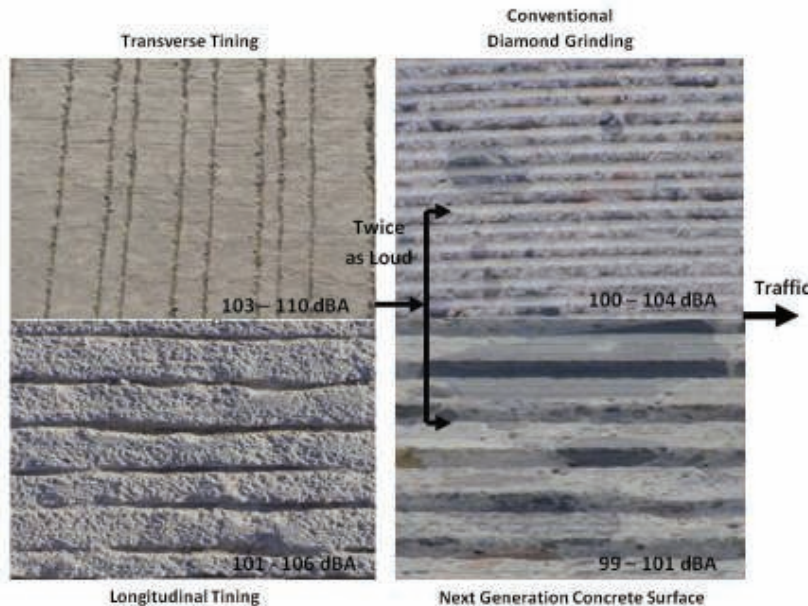 Conventional
Transverse Tining
Diamond Grinding
Twice
as Loud
103 – 110 dBA
100 – 104 dBA
Traffic
101 - 106 dBA
99 – 101 dBA
Longitudinal Tining
Next Generation Concrete Surface